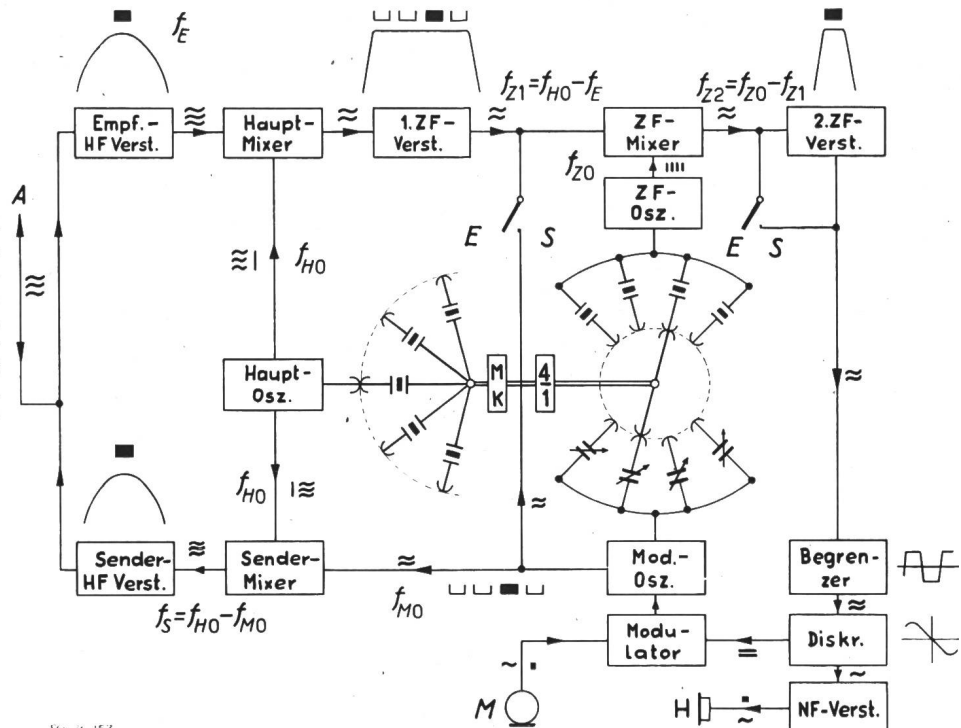 f_E
Empf.-
HF Verst.
Haupt-
Mixer
1. ZF-
Verst.
f_Z1 = f_H0 - f_E
ZF-
Mixer
f_Z2 = f_Z0 - f_Z1
2. ZF-
Verst.
f_Z0
ZF-
Osz.
A
E
S
E
S
f_H0
Haupt-
Osz.
M
K
4
1
f_H0
Sender-
HF Verst.
Sender-
Mixer
f_S = f_H0 - f_M0
f_M0
Mod.-
Osz.
Begren-
zer
Modu-
lator
Diskr.
M
H
NF-Verst.